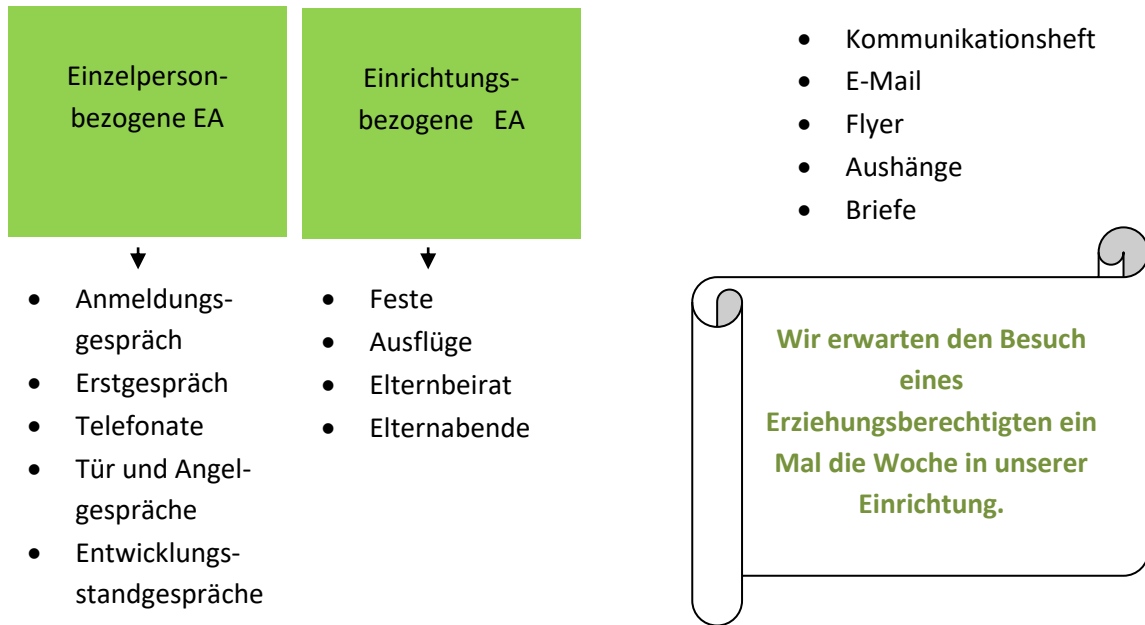 Einzelperson-
bezogene EA
Einrichtungs-
bezogene EA
• Anmeldungs-
gespräch
• Erstgespräch
• Telefonate
• Tür und Angel-
gespräche
• Entwicklungs-
standgespräche
• Feste
• Ausflüge
• Elternbeirat
• Elternabende
• Kommunikationsheft
• E-Mail
• Flyer
• Aushänge
• Briefe
Wir erwarten den Besuch
eines
Erziehungsberechtigten ein
Mal die Woche in unserer
Einrichtung.